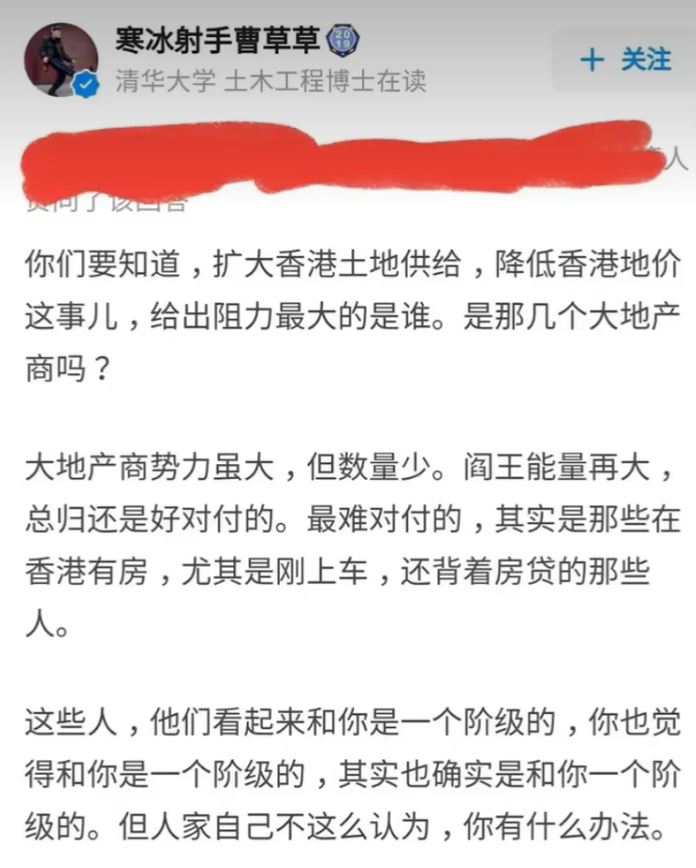 寒冰射手曹草草 2019
清华大学 土木工程博士在读
+ 关注
人
赞同了该回答
你们要知道，扩大香港土地供给，降低香港地价
这事儿，给出阻力最大的是谁。是那几个大地产
商吗？
大地产商势力虽大，但数量少。阎王能量再大，
总归还是好对付的。最难对付的，其实是那些在
香港有房，尤其是刚上车，还背着房贷的那些
人。
这些人，他们看起来和你是一个阶级的，你也觉
得和你是一个阶级的，其实也确实是和你一个阶
级的。但人家自己不这么认为，你有什么办法。